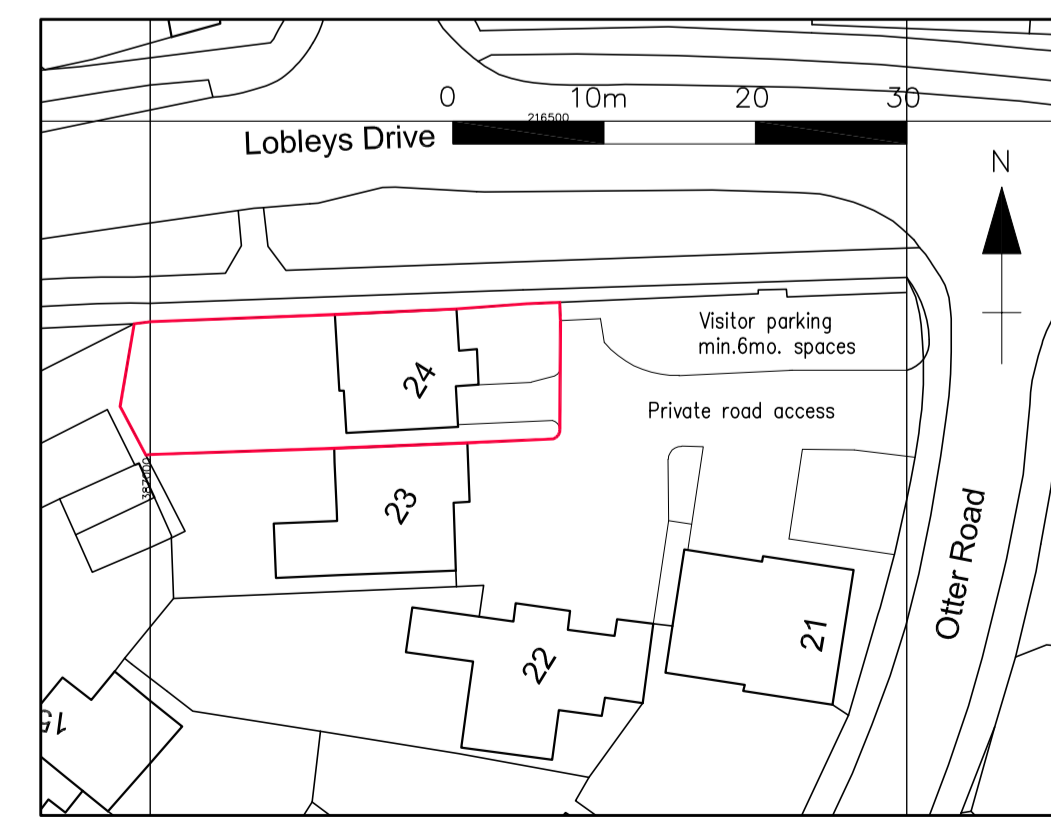 0 10m 20 30
216500
Lobleys Drive
N
Visitor parking
min.6mo. spaces
24
Private road access
387000
23
Otter Road
21
22
15